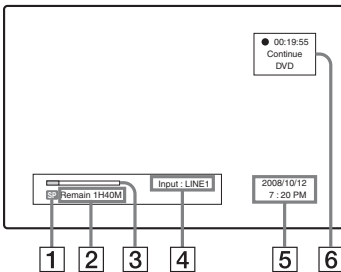 ● 00:19:55
Continue
DVD
Input : LINE1
SP Remain 1H40M
2008/10/12
7 : 20 PM
1 2 3 4 5 6